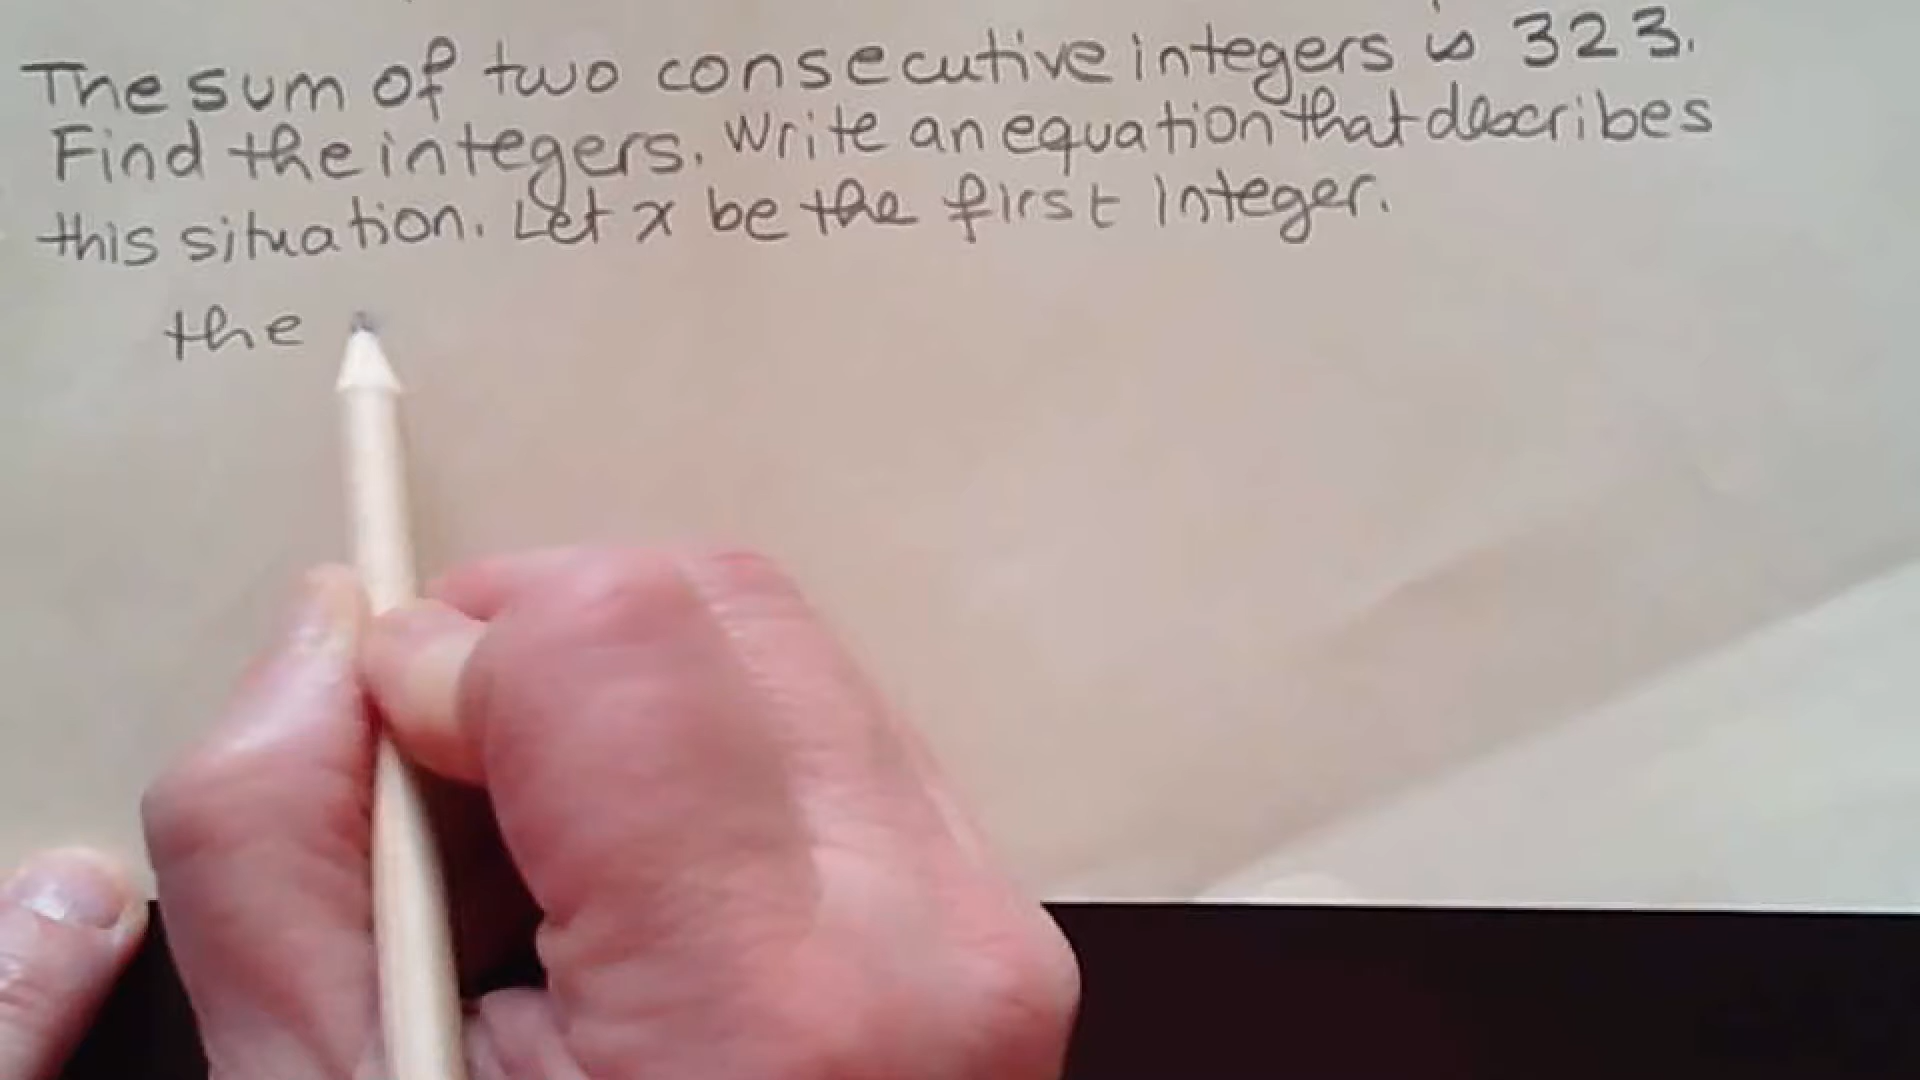 The sum of two consecutive integers is 323.
Find the integers. Write an equation that describes
this situation. Let x be the first integer.
the